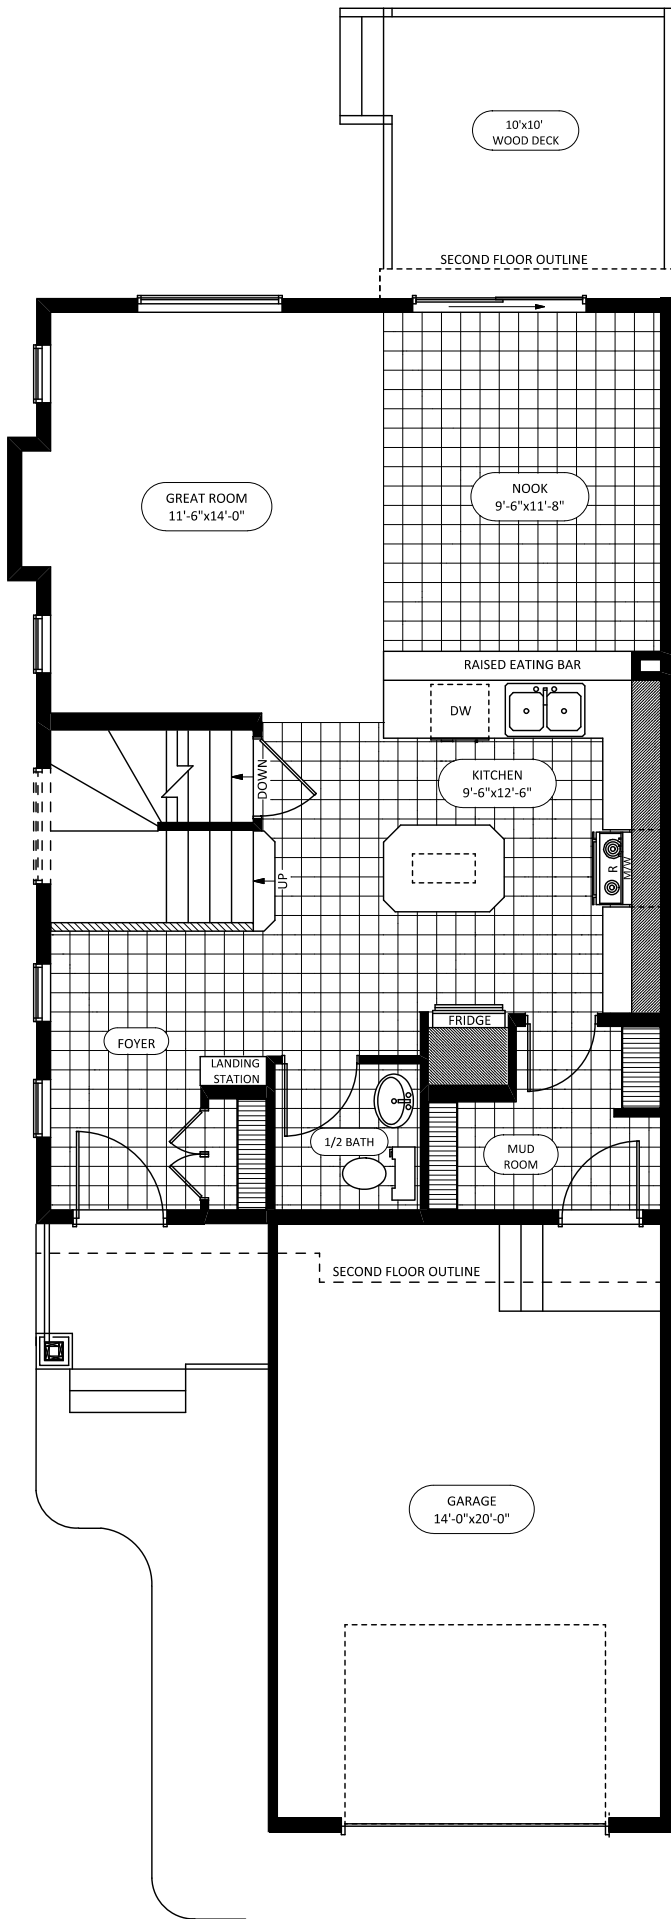 10'x10'
WOOD DECK
SECOND FLOOR OUTLINE
GREAT ROOM
11'-6"x14'-0"
NOOK
9'-6"x11'-8"
RAISED EATING BAR
DW
KITCHEN
9'-6"x12'-6"
DOWN
UP
R
M/W
FRIDGE
FOYER
LANDING
STATION
1/2 BATH
MUD
ROOM
SECOND FLOOR OUTLINE
GARAGE
14'-0"x20'-0"